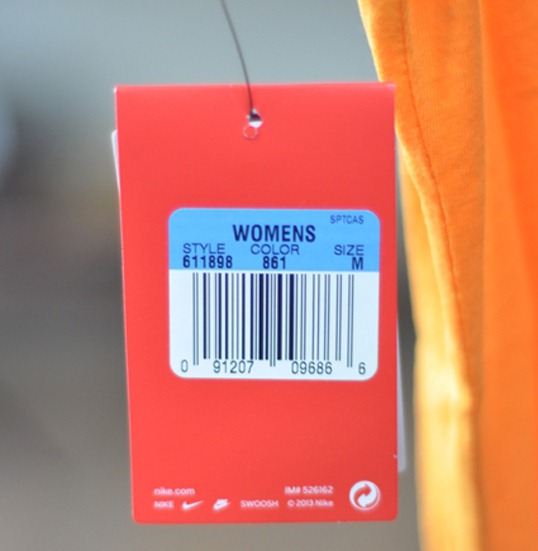 SPTCAS
WOMENS
STYLE COLOR SIZE
611898 861 M
0 91207 09686 6
nike.com IM# 526162
NIKE SWOOSH © 2013 Nike